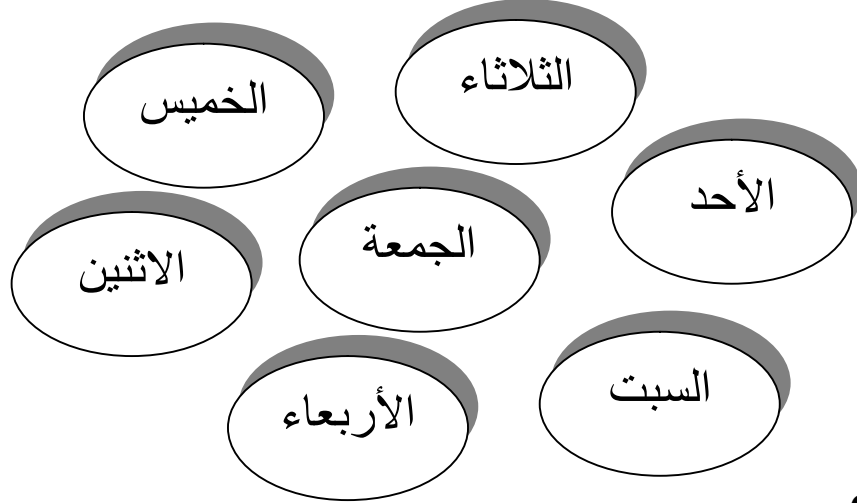 الثلاثاء
الخميس
الأحد
الجمعة
الاثنين
السبت
الأربعاء